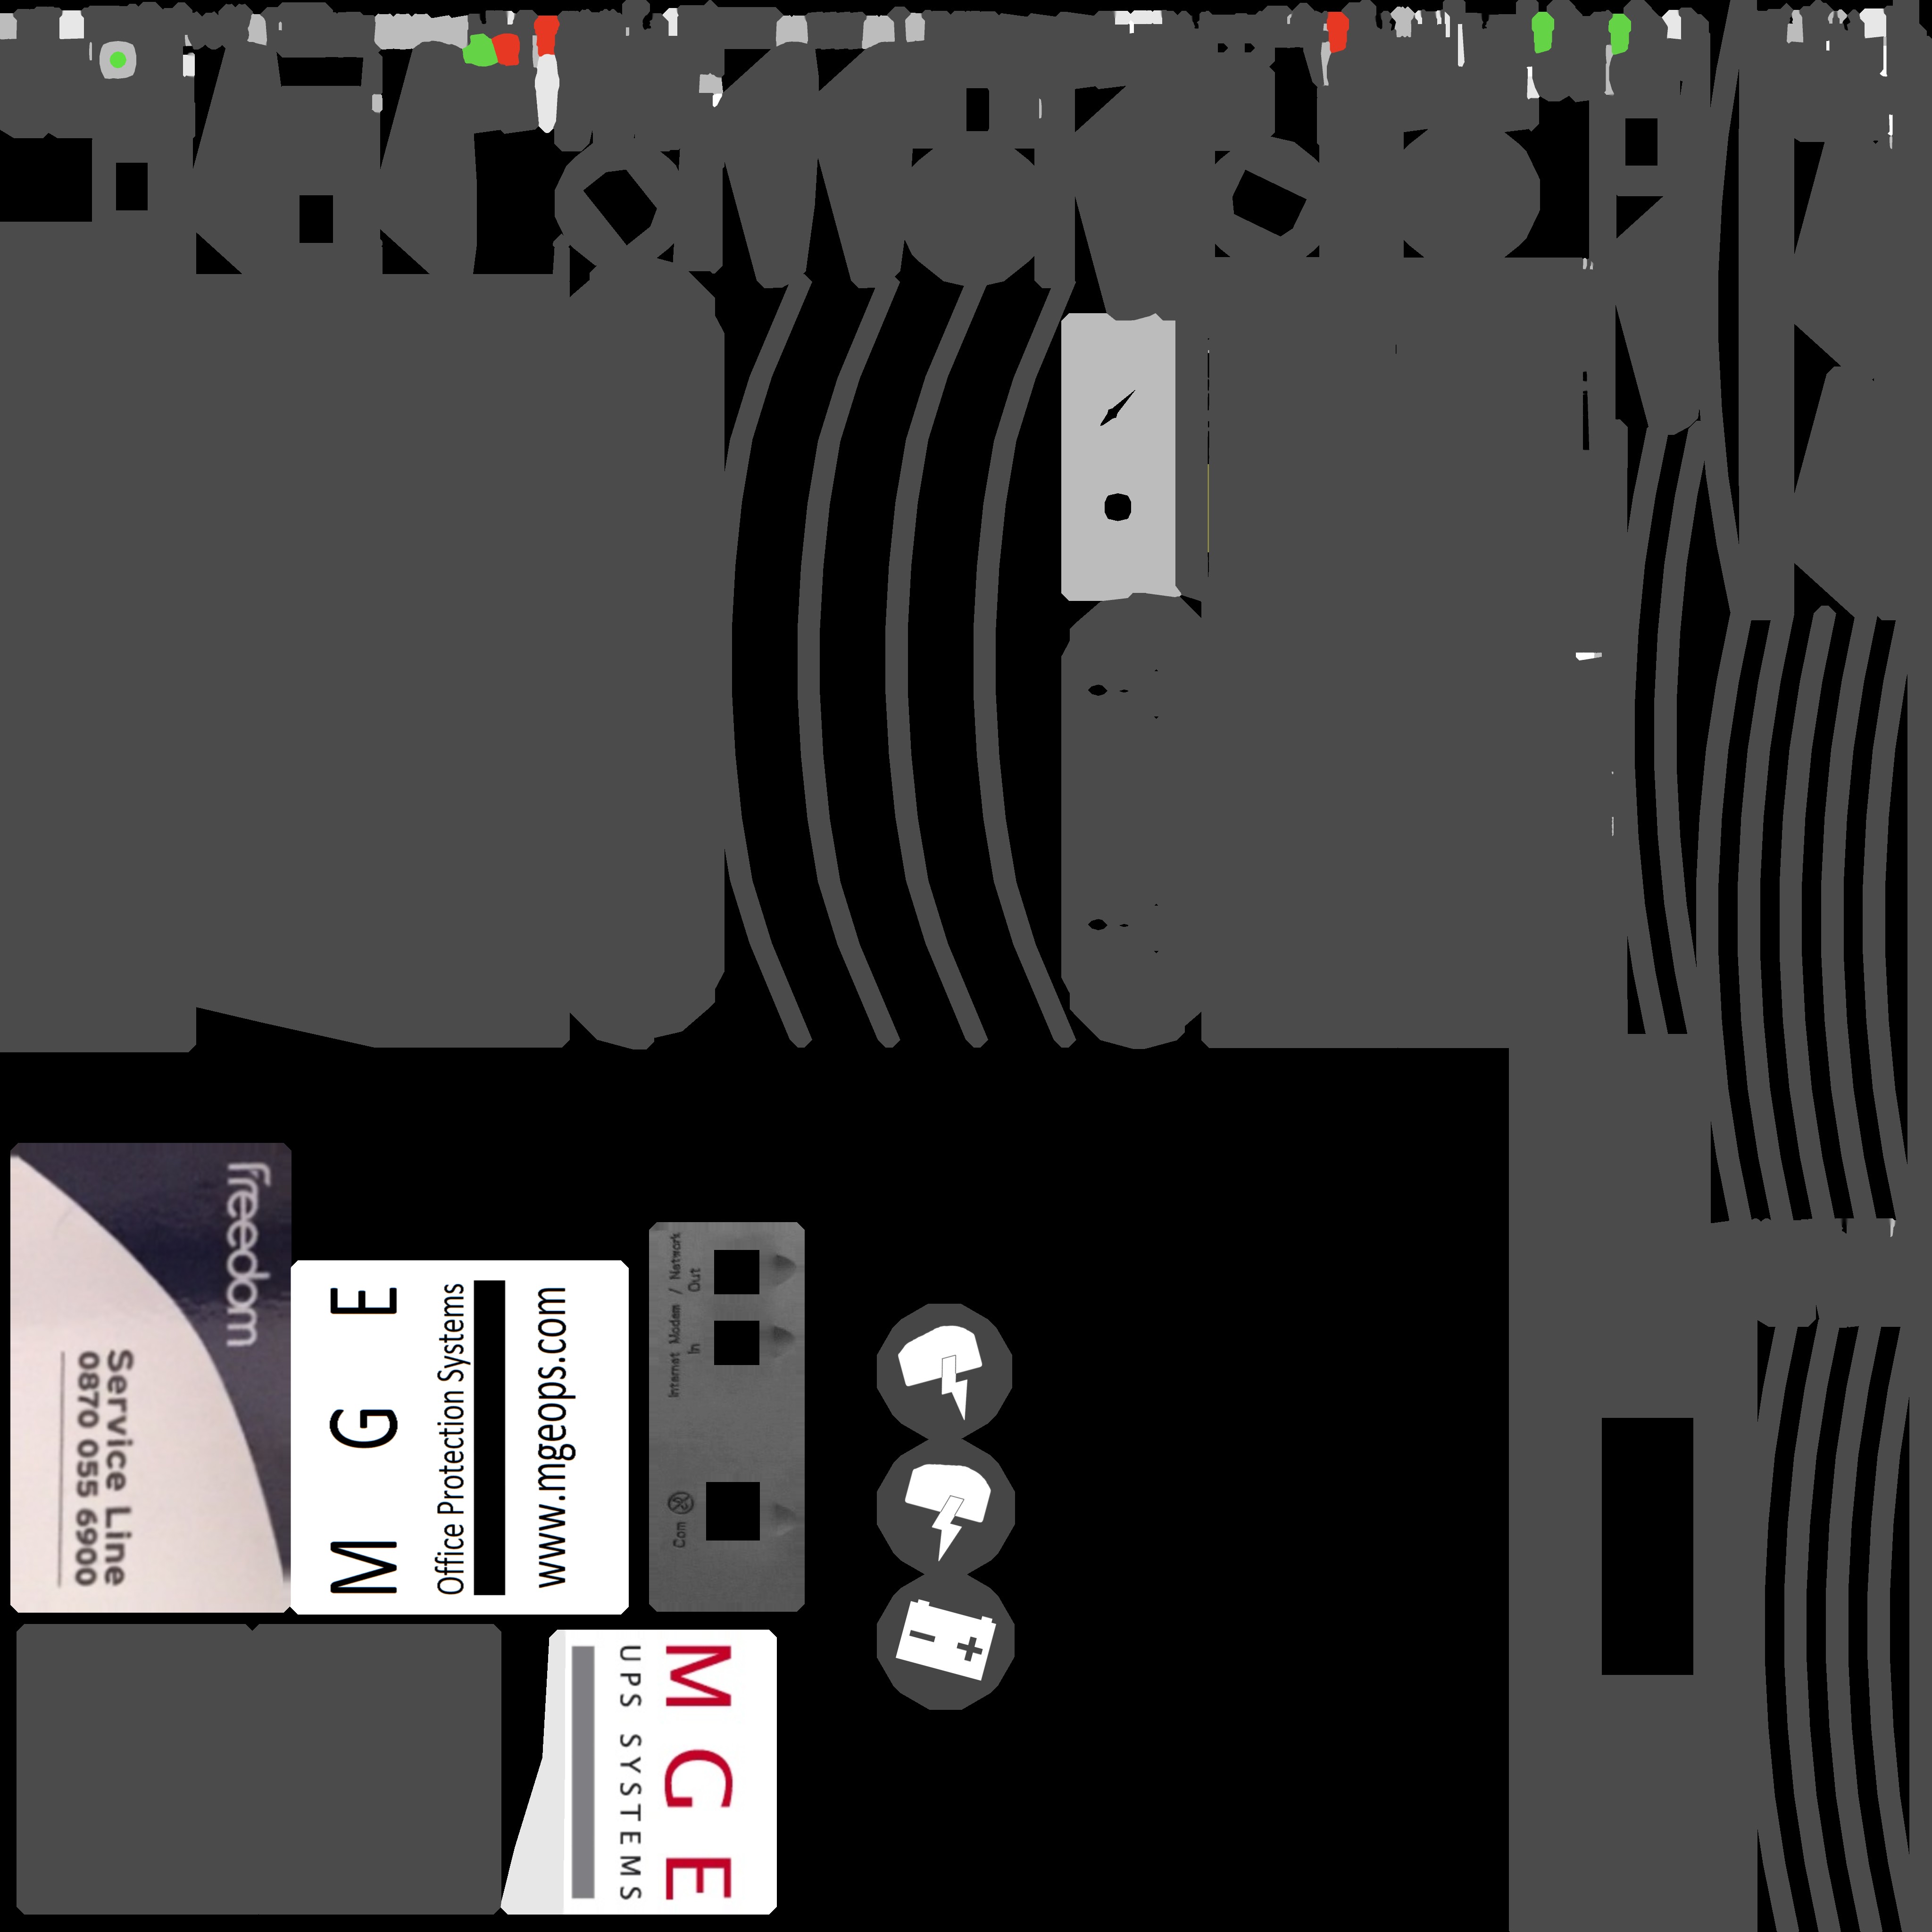 freedom
Service Line
0870 055 6900
M G E
Office Protection Systems
www.mgeops.com
Internet Modem / Network
In
Out
Com
MGE
UPS SYSTEMS